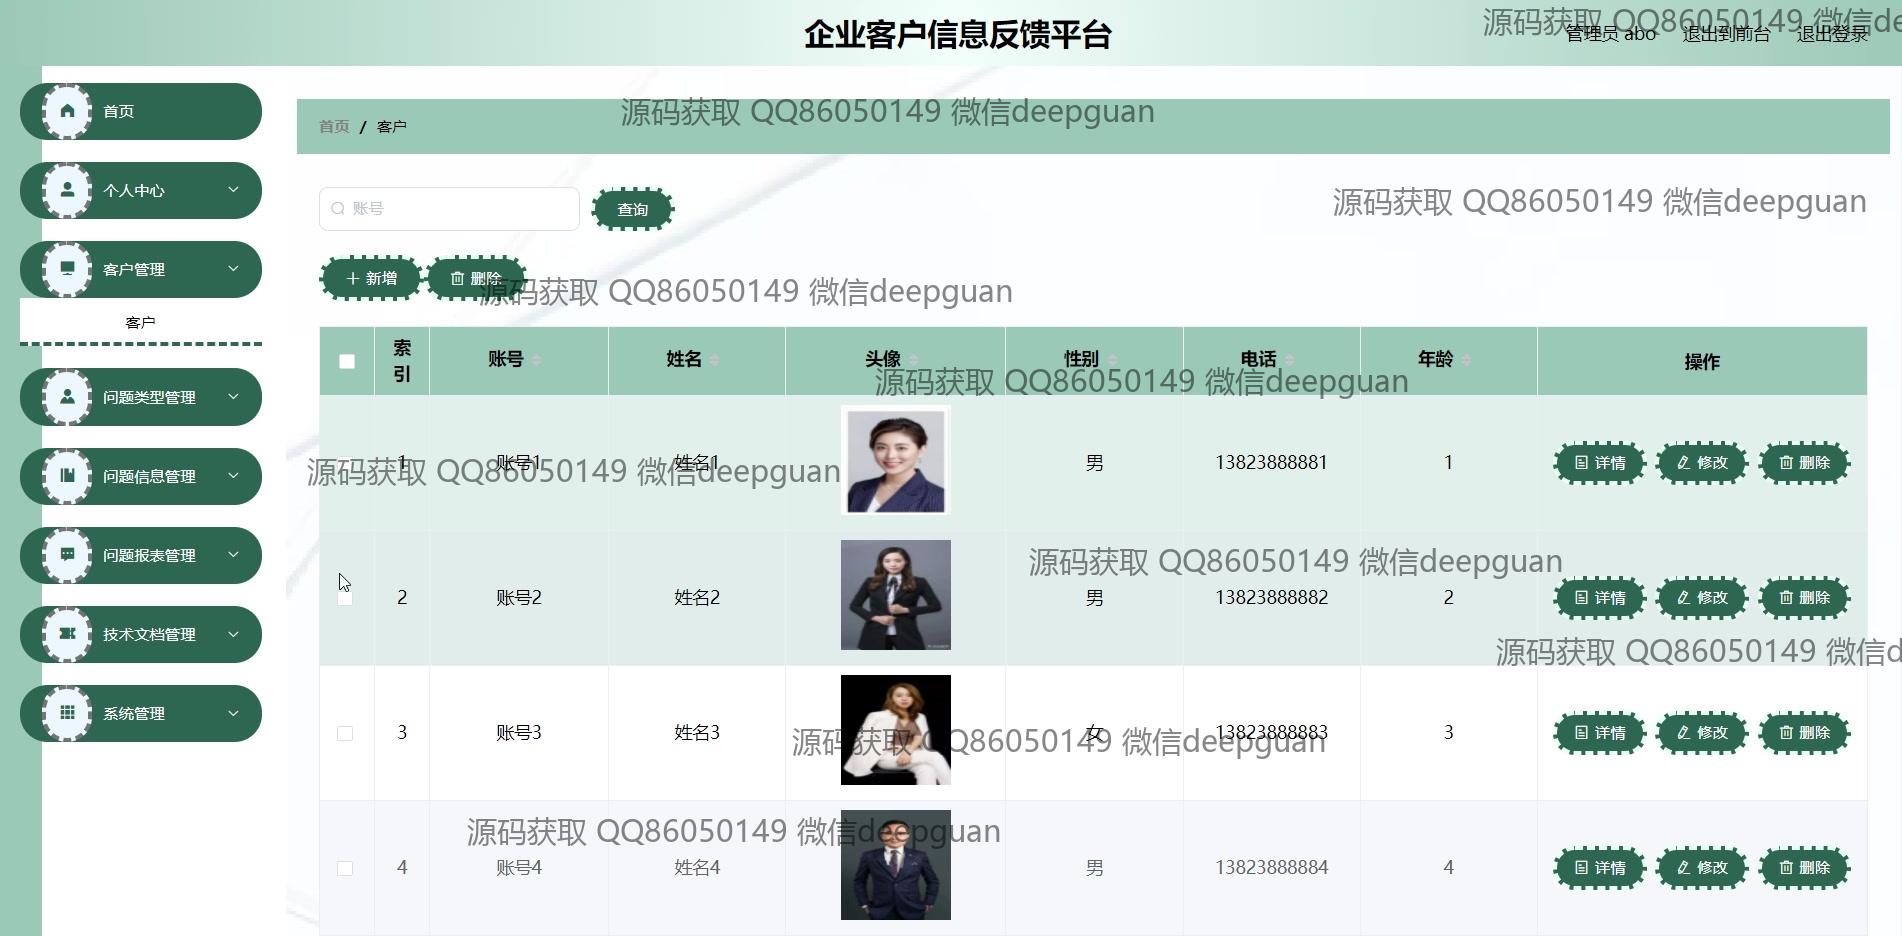 企业客户信息反馈平台
管理员 abo 退出到前台 退出登录
源码获取 QQ86050149 微信de
首页
个人中心
客户管理
客户
问题类型管理
问题信息管理
问题报表管理
技术文档管理
系统管理
首页 / 客户
源码获取 QQ86050149 微信deepguan
账号 查询
源码获取 QQ86050149 微信deepguan
新增 删除
源码获取 QQ86050149 微信deepguan
索引 账号 姓名 头像 性别 电话 年龄 操作
源码获取 QQ86050149 微信deepguan
1 账号1 姓名1 男 13823888881 1 详情 修改 删除
源码获取 QQ86050149 微信deepguan
源码获取 QQ86050149 微信deepguan
2 账号2 姓名2 男 13823888882 2 详情 修改 删除
源码获取 QQ86050149 微信d
3 账号3 姓名3 女 13823888883 3 详情 修改 删除
源码获取 QQ86050149 微信deepguan
源码获取 QQ86050149 微信deepguan
4 账号4 姓名4 男 13823888884 4 详情 修改 删除